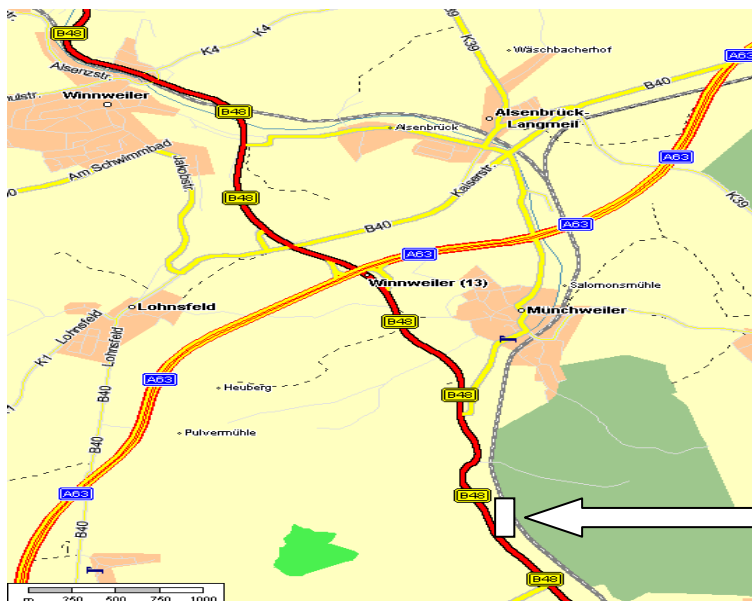 B48
K4
K4
K39
Wäschbacherhof
A63
Alsenzstr.
B40
Winnweiler
B48
Alsenbrück
Langmeil
Alsenbrück
A63
Am Schwimmbad
Jakobstr.
Kaiserstr.
B48
K39
B40
A63
A63
Winnweiler (13)
Salomonsmühle
Lohnsfeld
Münchweiler
B48
Lohnsfeld
Lohnsfeld
K1
A63
Heuberg
B48
B40
Pulvermühle
A63
B48
B40
B48
m 250 500 750 1000